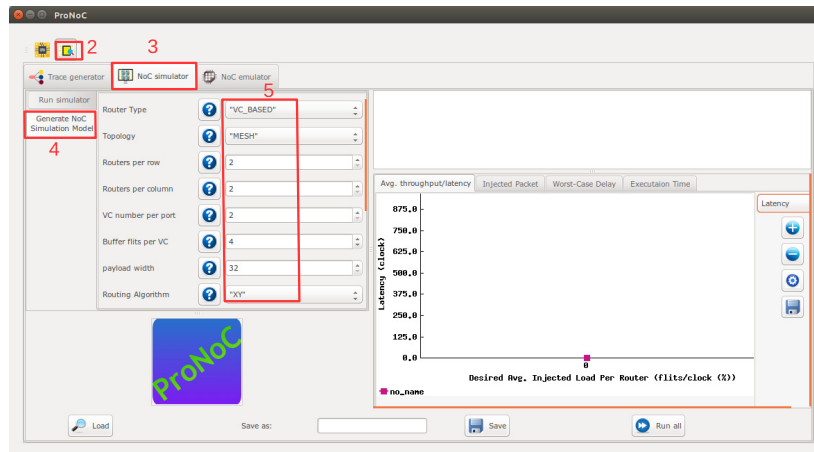 ProNoC
2
3
Trace generator
NoC simulator
NoC emulator
5
Run simulator
Generate NoC
Simulation Model
4
Router Type
"VC_BASED"
Topology
"MESH"
Routers per row
2
Routers per column
2
VC number per port
2
Buffer flits per VC
4
payload width
32
Routing Algorithm
"XY"
ProNoC
Avg. throughput/latency
Injected Packet
Worst-Case Delay
Executaion Time
Latency
Latency (clock)
875,0
750,0
625,0
500,0
375,0
250,0
125,0
0,0
0
Desired Avg. Injected Load Per Router (flits/clock (%))
no_name
Load
Save as:
Save
Run all